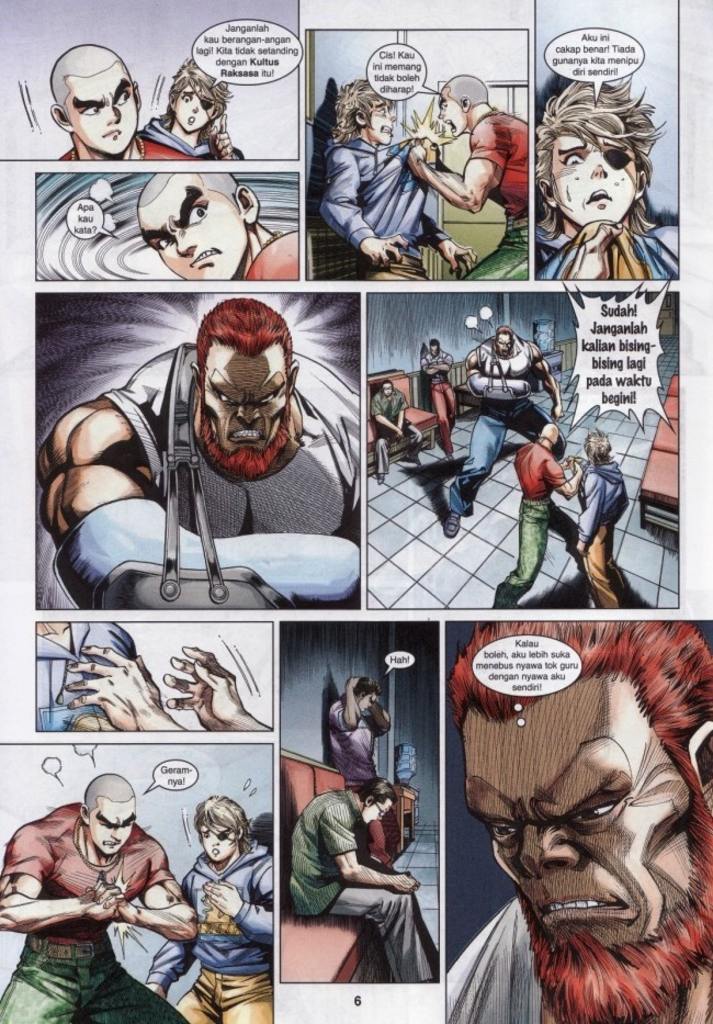 Janganlah
kau berangan-angan
lagi! Kita tidak setanding
dengan Kultus
Raksasa itu!
Cis! Kau
ini memang
tidak boleh
diharap!
Aku ini
cakap benar! Tiada
gunanya kita menipu
diri sendiri!
Apa
kau
kata?
Sudah!
Janganlah
kalian bising-
bising lagi
pada waktu
begini!
Geram-
nya!
Hah!
Kalau
boleh, aku lebih suka
menebus nyawa tok guru
dengan nyawa aku
sendiri!
6